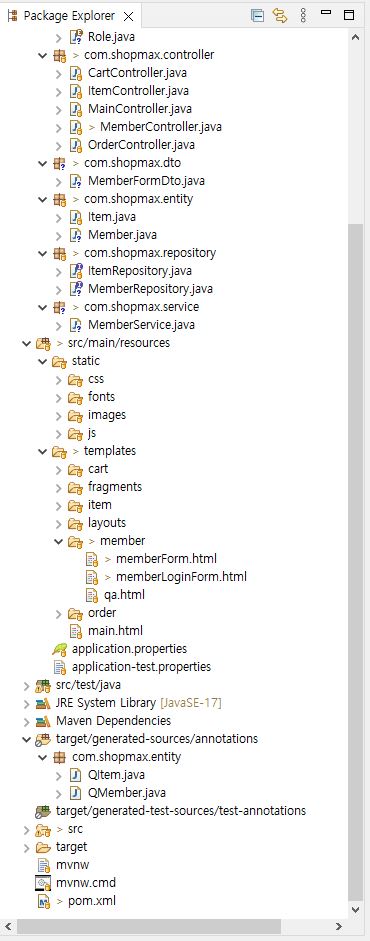 Package Explorer
Role.java
> com.shopmax.controller
CartController.java
ItemController.java
MainController.java
> MemberController.java
OrderController.java
> com.shopmax.dto
MemberFormDto.java
> com.shopmax.entity
Item.java
Member.java
> com.shopmax.repository
ItemRepository.java
MemberRepository.java
> com.shopmax.service
MemberService.java
> src/main/resources
static
css
fonts
images
js
> templates
cart
fragments
item
layouts
> member
> memberForm.html
> memberLoginForm.html
qa.html
order
main.html
application.properties
application-test.properties
src/test/java
JRE System Library [JavaSE-17]
Maven Dependencies
target/generated-sources/annotations
com.shopmax.entity
QItem.java
QMember.java
target/generated-test-sources/test-annotations
> src
target
mvnw
mvnw.cmd
> pom.xml